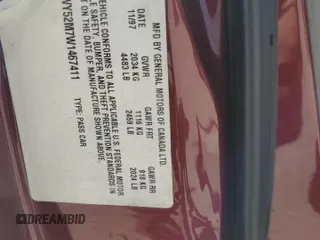 MFD BY GENERAL MOTORS OF CANADA LTD.
DATE GVWR GAWR FRT GAWR RR
11/97 2034 KG 1116 KG 918 KG
4483 LB 2459 LB 2024 LB
VEHICLE CONFORMS TO ALL APPLICABLE U.S. FEDERAL MOTOR
SAFETY, BUMPER, AND THEFT PREVENTION STANDARDS IN
ON THE DATE OF MANUFACTURE SHOWN ABOVE.
52M7W1467411 TYPE: PASS CAR
DREAMBID